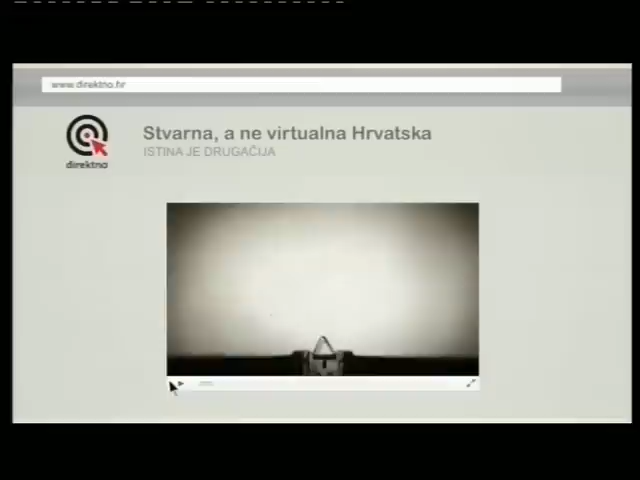 www.direktno.hr
Stvarna, a ne virtualna Hrvatska
ISTINA JE DRUGAČIJA
direktno